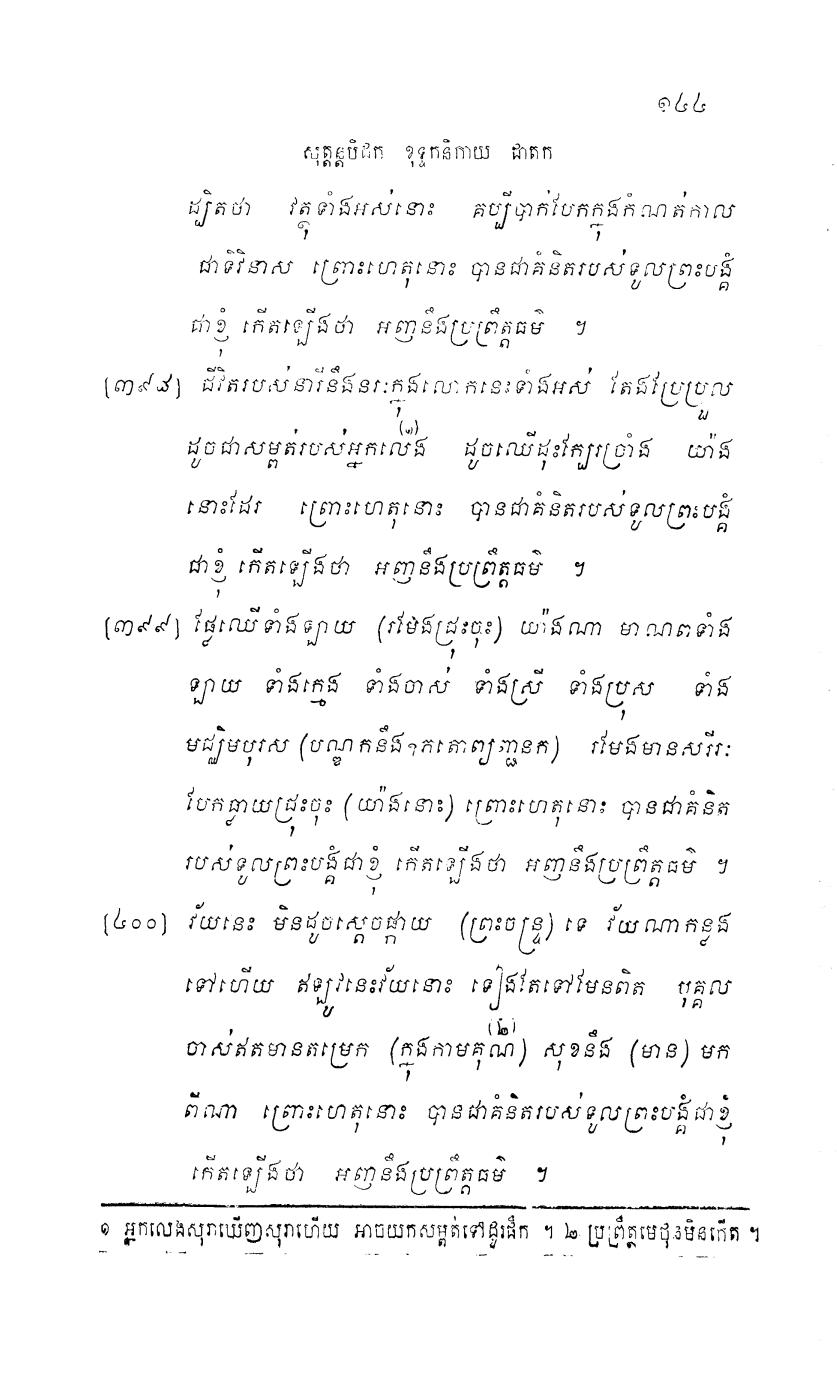 ១៤៤
សុត្តន្តបិដក ខុទ្ទកនិកាយ ជាតក
ដ្បិតថា វត្ថុទាំងអស់នោះ គប្បីបាក់បែកក្នុងកំណត់កាល
ជាទីវិនាស ព្រោះហេតុនោះ បានជាគំនិតរបស់ទូលព្រះបង្គំ
ជាខ្ញុំ កើតឡើងថា អញនឹងប្រព្រឹត្តធម៌ ។
[៣៩៨] ជីវិតរបស់នារីនឹងនរៈក្នុងលោកនេះទាំងអស់ តែងប្រែប្រួល
ដូចជាសម្ពត់របស់អ្នកលេង(១) ដូចឈើដុះក្បែរច្រាំង យ៉ាង
នោះដែរ ព្រោះហេតុនោះ បានជាគំនិតរបស់ទូលព្រះបង្គំ
ជាខ្ញុំ កើតឡើងថា អញនឹងប្រព្រឹត្តធម៌ ។
[៣៩៩] ផ្លែឈើទាំងឡាយ (រមែងជ្រុះចុះ) យ៉ាងណា មាណពទាំង
ឡាយ ទាំងក្មេង ទាំងចាស់ ទាំងស្រី ទាំងប្រុស ទាំង
មជ្ឈិមបុរស (បណ្ឌកនឹងឧភតោព្យញ្ជនក) រមែងមានសរីរៈ
បែកធ្លាយជ្រុះចុះ (យ៉ាងនោះ) ព្រោះហេតុនោះ បានជាគំនិត
របស់ទូលព្រះបង្គំជាខ្ញុំ កើតឡើងថា អញនឹងប្រព្រឹត្តធម៌ ។
[៤០០] វ័យនេះ មិនដូចស្តេចផ្កាយ (ព្រះចន្ទ្រ) ទេ វ័យណាកន្លង
ទៅហើយ ឥឡូវនេះវ័យនោះ ទៀងតែទៅមែនពិត បុគ្គល
ចាស់ឥតមានតម្រេក (ក្នុងកាមគុណ(២)) សុខនឹង (មាន) មក
ពីណា ព្រោះហេតុនោះ បានជាគំនិតរបស់ទូលព្រះបង្គំជាខ្ញុំ
កើតឡើងថា អញនឹងប្រព្រឹត្តធម៌ ។
១ អ្នកលេងសុរាឃើញសុរាហើយ អាចយកសម្ពត់ទៅដូរផឹក ។ ២ ប្រព្រឹត្តមេថុនមិនកើត ។